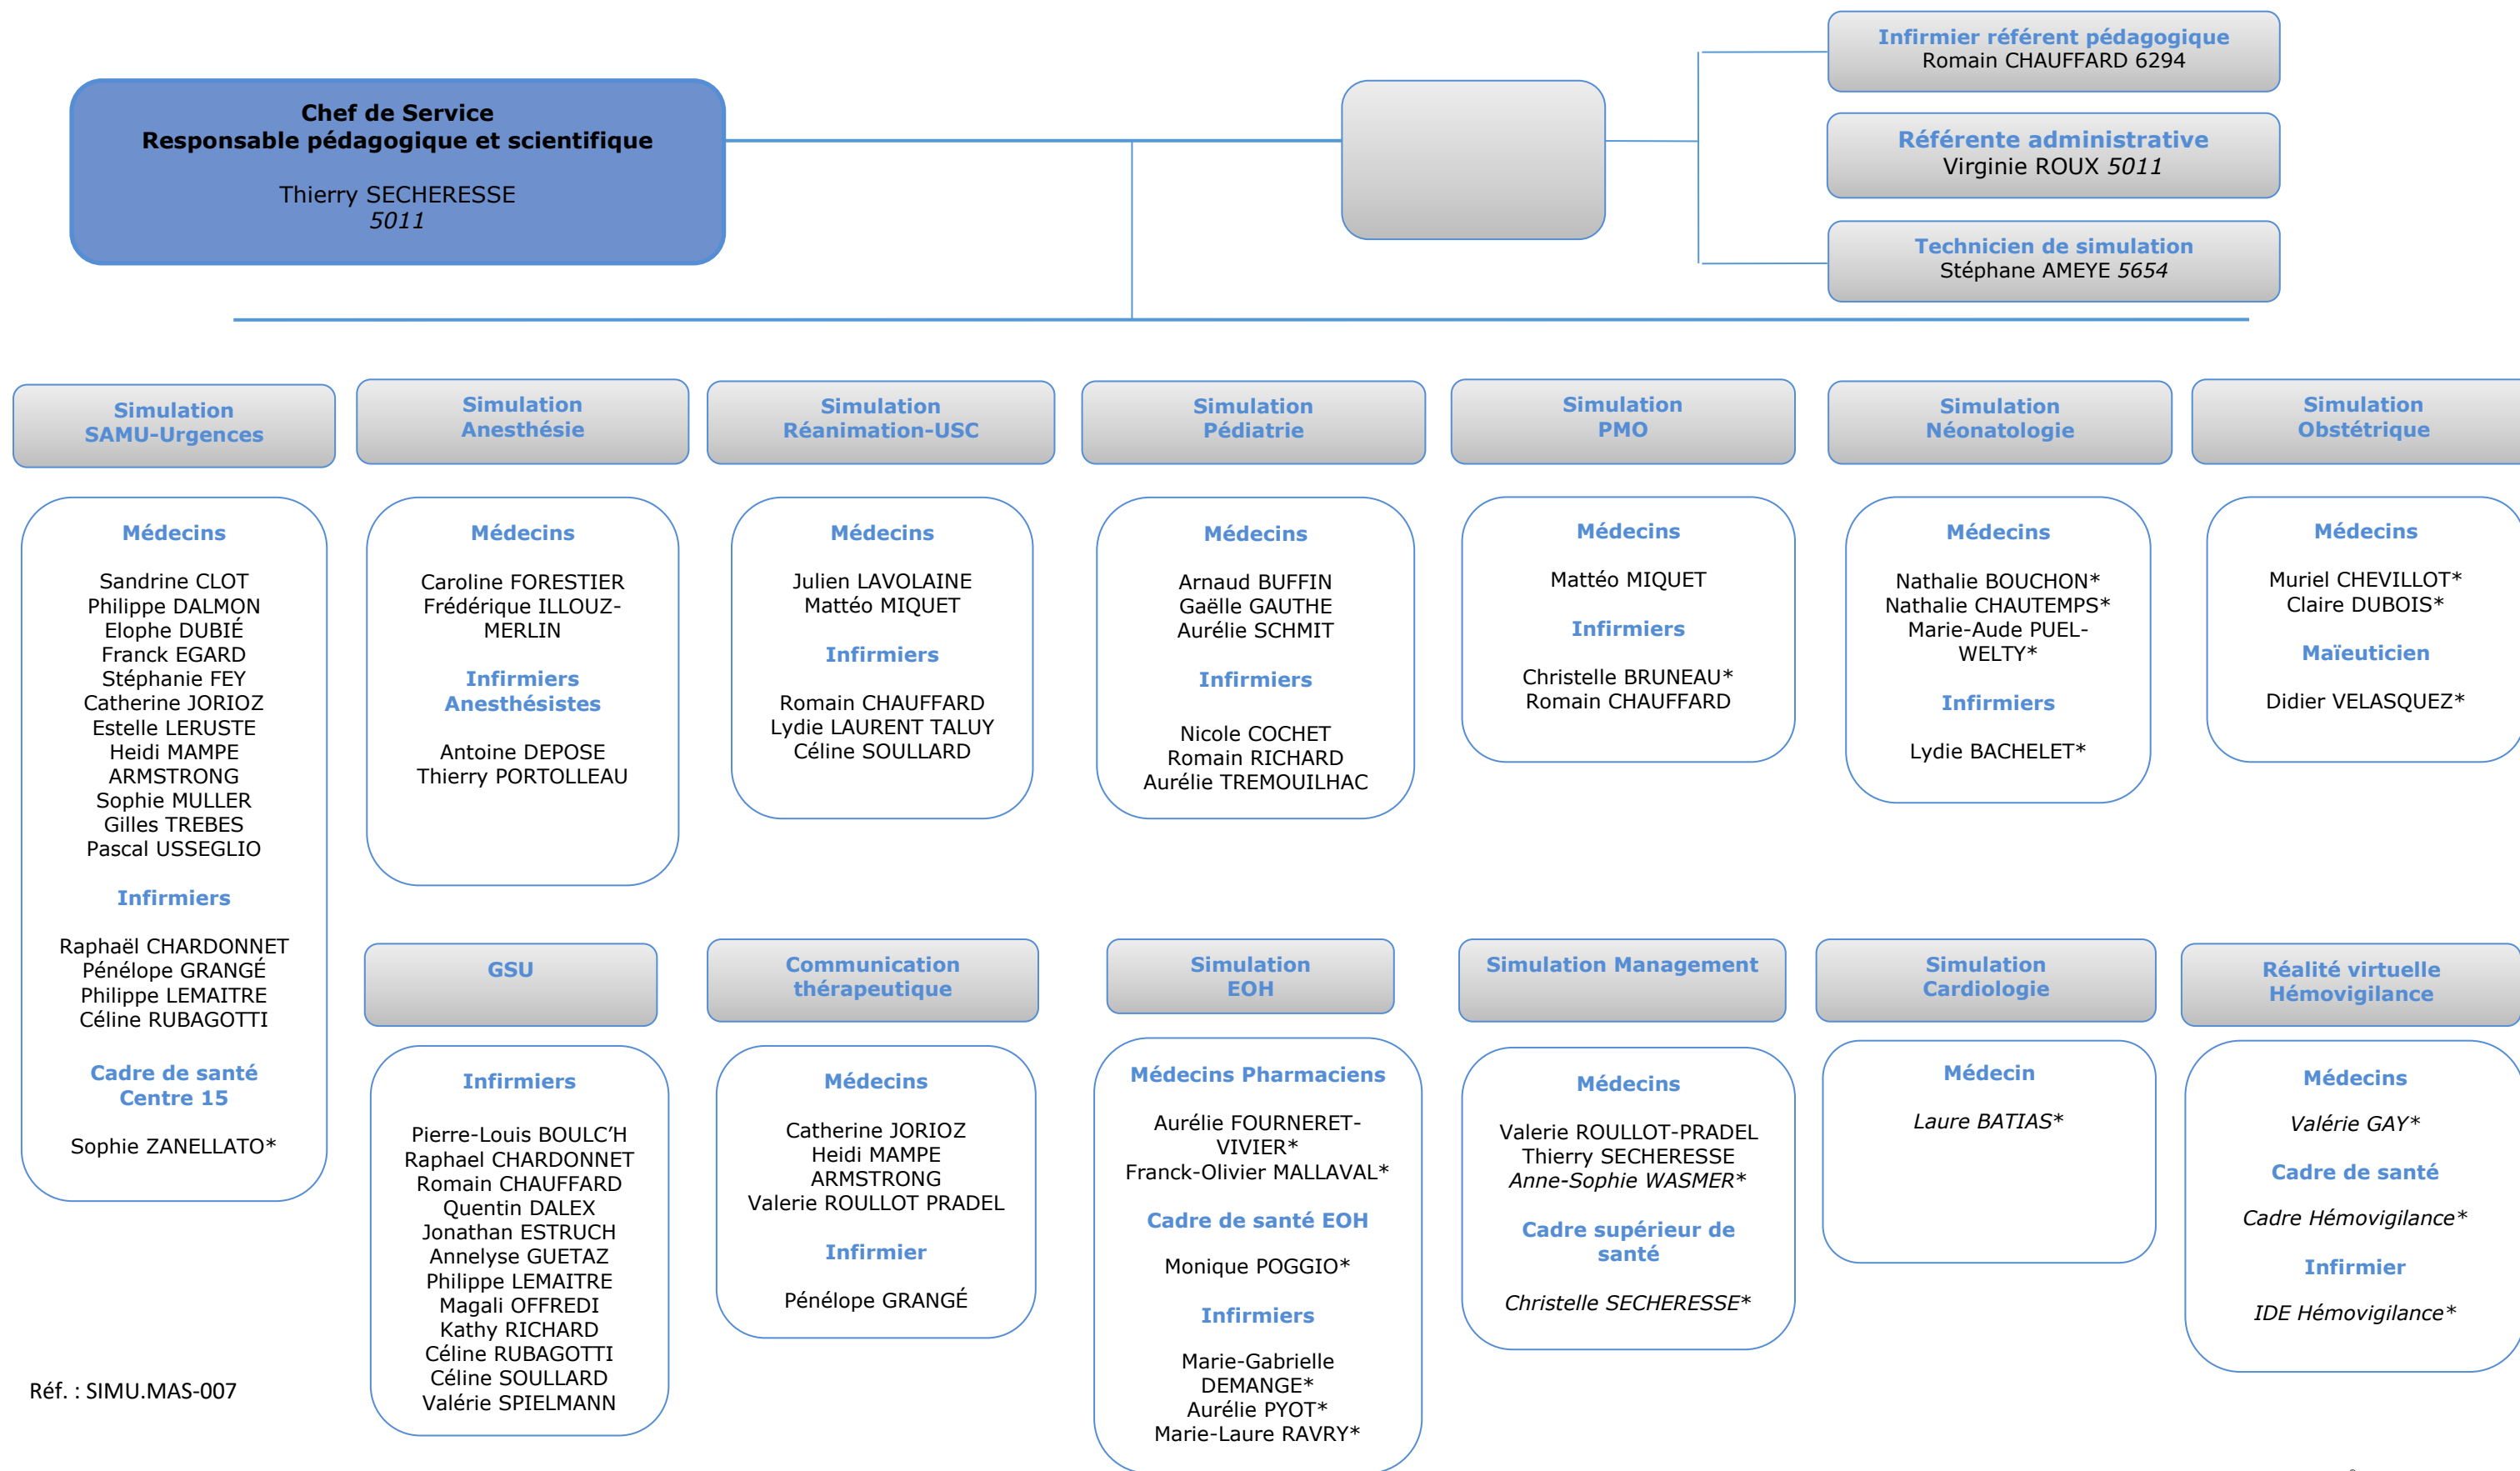 Chef de Service
Responsable pédagogique et scientifique
Thierry SECHERESSE
5011
Infirmier référent pédagogique
Romain CHAUFFARD 6294
Référente administrative
Virginie ROUX 5011
Technicien de simulation
Stéphane AMEYE 5654
Simulation
SAMU-Urgences
Médecins
Sandrine CLOT
Philippe DALMON
Elophe DUBIÉ
Franck EGARD
Stéphanie FEY
Catherine JORIOZ
Estelle LERUSTE
Heidi MAMPE
ARMSTRONG
Sophie MULLER
Gilles TREBES
Pascal USSEGLIO
Infirmiers
Raphaël CHARDONNET
Pénélope GRANGÉ
Philippe LEMAITRE
Céline RUBAGOTTI
Cadre de santé
Centre 15
Sophie ZANELLATO*
Simulation
Anesthésie
Médecins
Caroline FORESTIER
Frédérique ILLOUZ-
MERLIN
Infirmiers
Anesthésistes
Antoine DEPOSE
Thierry PORTOLLEAU
Simulation
Réanimation-USC
Médecins
Julien LAVOLAINE
Mattéo MIQUET
Infirmiers
Romain CHAUFFARD
Lydie LAURENT TALUY
Céline SOULLARD
Simulation
Pédiatrie
Médecins
Arnaud BUFFIN
Gaëlle GAUTHE
Aurélie SCHMIT
Infirmiers
Nicole COCHET
Romain RICHARD
Aurélie TREMOUILHAC
Simulation
PMO
Médecins
Mattéo MIQUET
Infirmiers
Christelle BRUNEAU*
Romain CHAUFFARD
Simulation
Néonatologie
Médecins
Nathalie BOUCHON*
Nathalie CHAUTEMPS*
Marie-Aude PUEL-
WELTY*
Infirmiers
Lydie BACHELET*
Simulation
Obstétrique
Médecins
Muriel CHEVILLOT*
Claire DUBOIS*
Maïeuticien
Didier VELASQUEZ*
GSU
Infirmiers
Pierre-Louis BOULC’H
Raphael CHARDONNET
Romain CHAUFFARD
Quentin DALEX
Jonathan ESTRUCH
Annelyse GUETAZ
Philippe LEMAITRE
Magali OFFREDI
Kathy RICHARD
Céline RUBAGOTTI
Céline SOULLARD
Valérie SPIELMANN
Communication
thérapeutique
Médecins
Catherine JORIOZ
Heidi MAMPE
ARMSTRONG
Valerie ROULLOT PRADEL
Infirmier
Pénélope GRANGÉ
Simulation
EOH
Médecins Pharmaciens
Aurélie FOURNERET-
VIVIER*
Franck-Olivier MALLAVAL*
Cadre de santé EOH
Monique POGGIO*
Infirmiers
Marie-Gabrielle
DEMANGE*
Aurélie PYOT*
Marie-Laure RAVRY*
Simulation Management
Médecins
Valerie ROULLOT-PRADEL
Thierry SECHERESSE
Anne-Sophie WASMER*
Cadre supérieur de
santé
Christelle SECHERESSE*
Simulation
Cardiologie
Médecin
Laure BATIAS*
Réalité virtuelle
Hémovigilance
Médecins
Valérie GAY*
Cadre de santé
Cadre Hémovigilance*
Infirmier
IDE Hémovigilance*
Réf. : SIMU.MAS-007